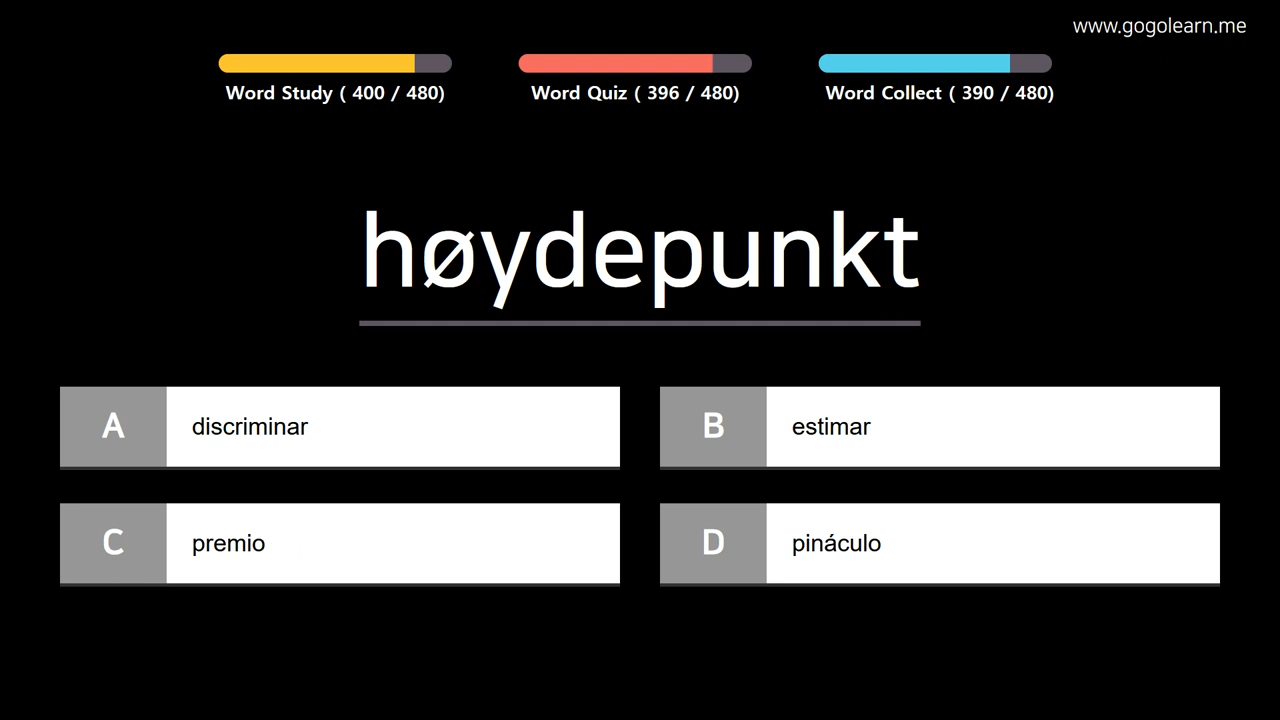 www.gogolearn.me
Word Study ( 400 / 480)
Word Quiz ( 396 / 480)
Word Collect ( 390 / 480)
høydepunkt
A discriminar
B estimar
C premio
D pináculo